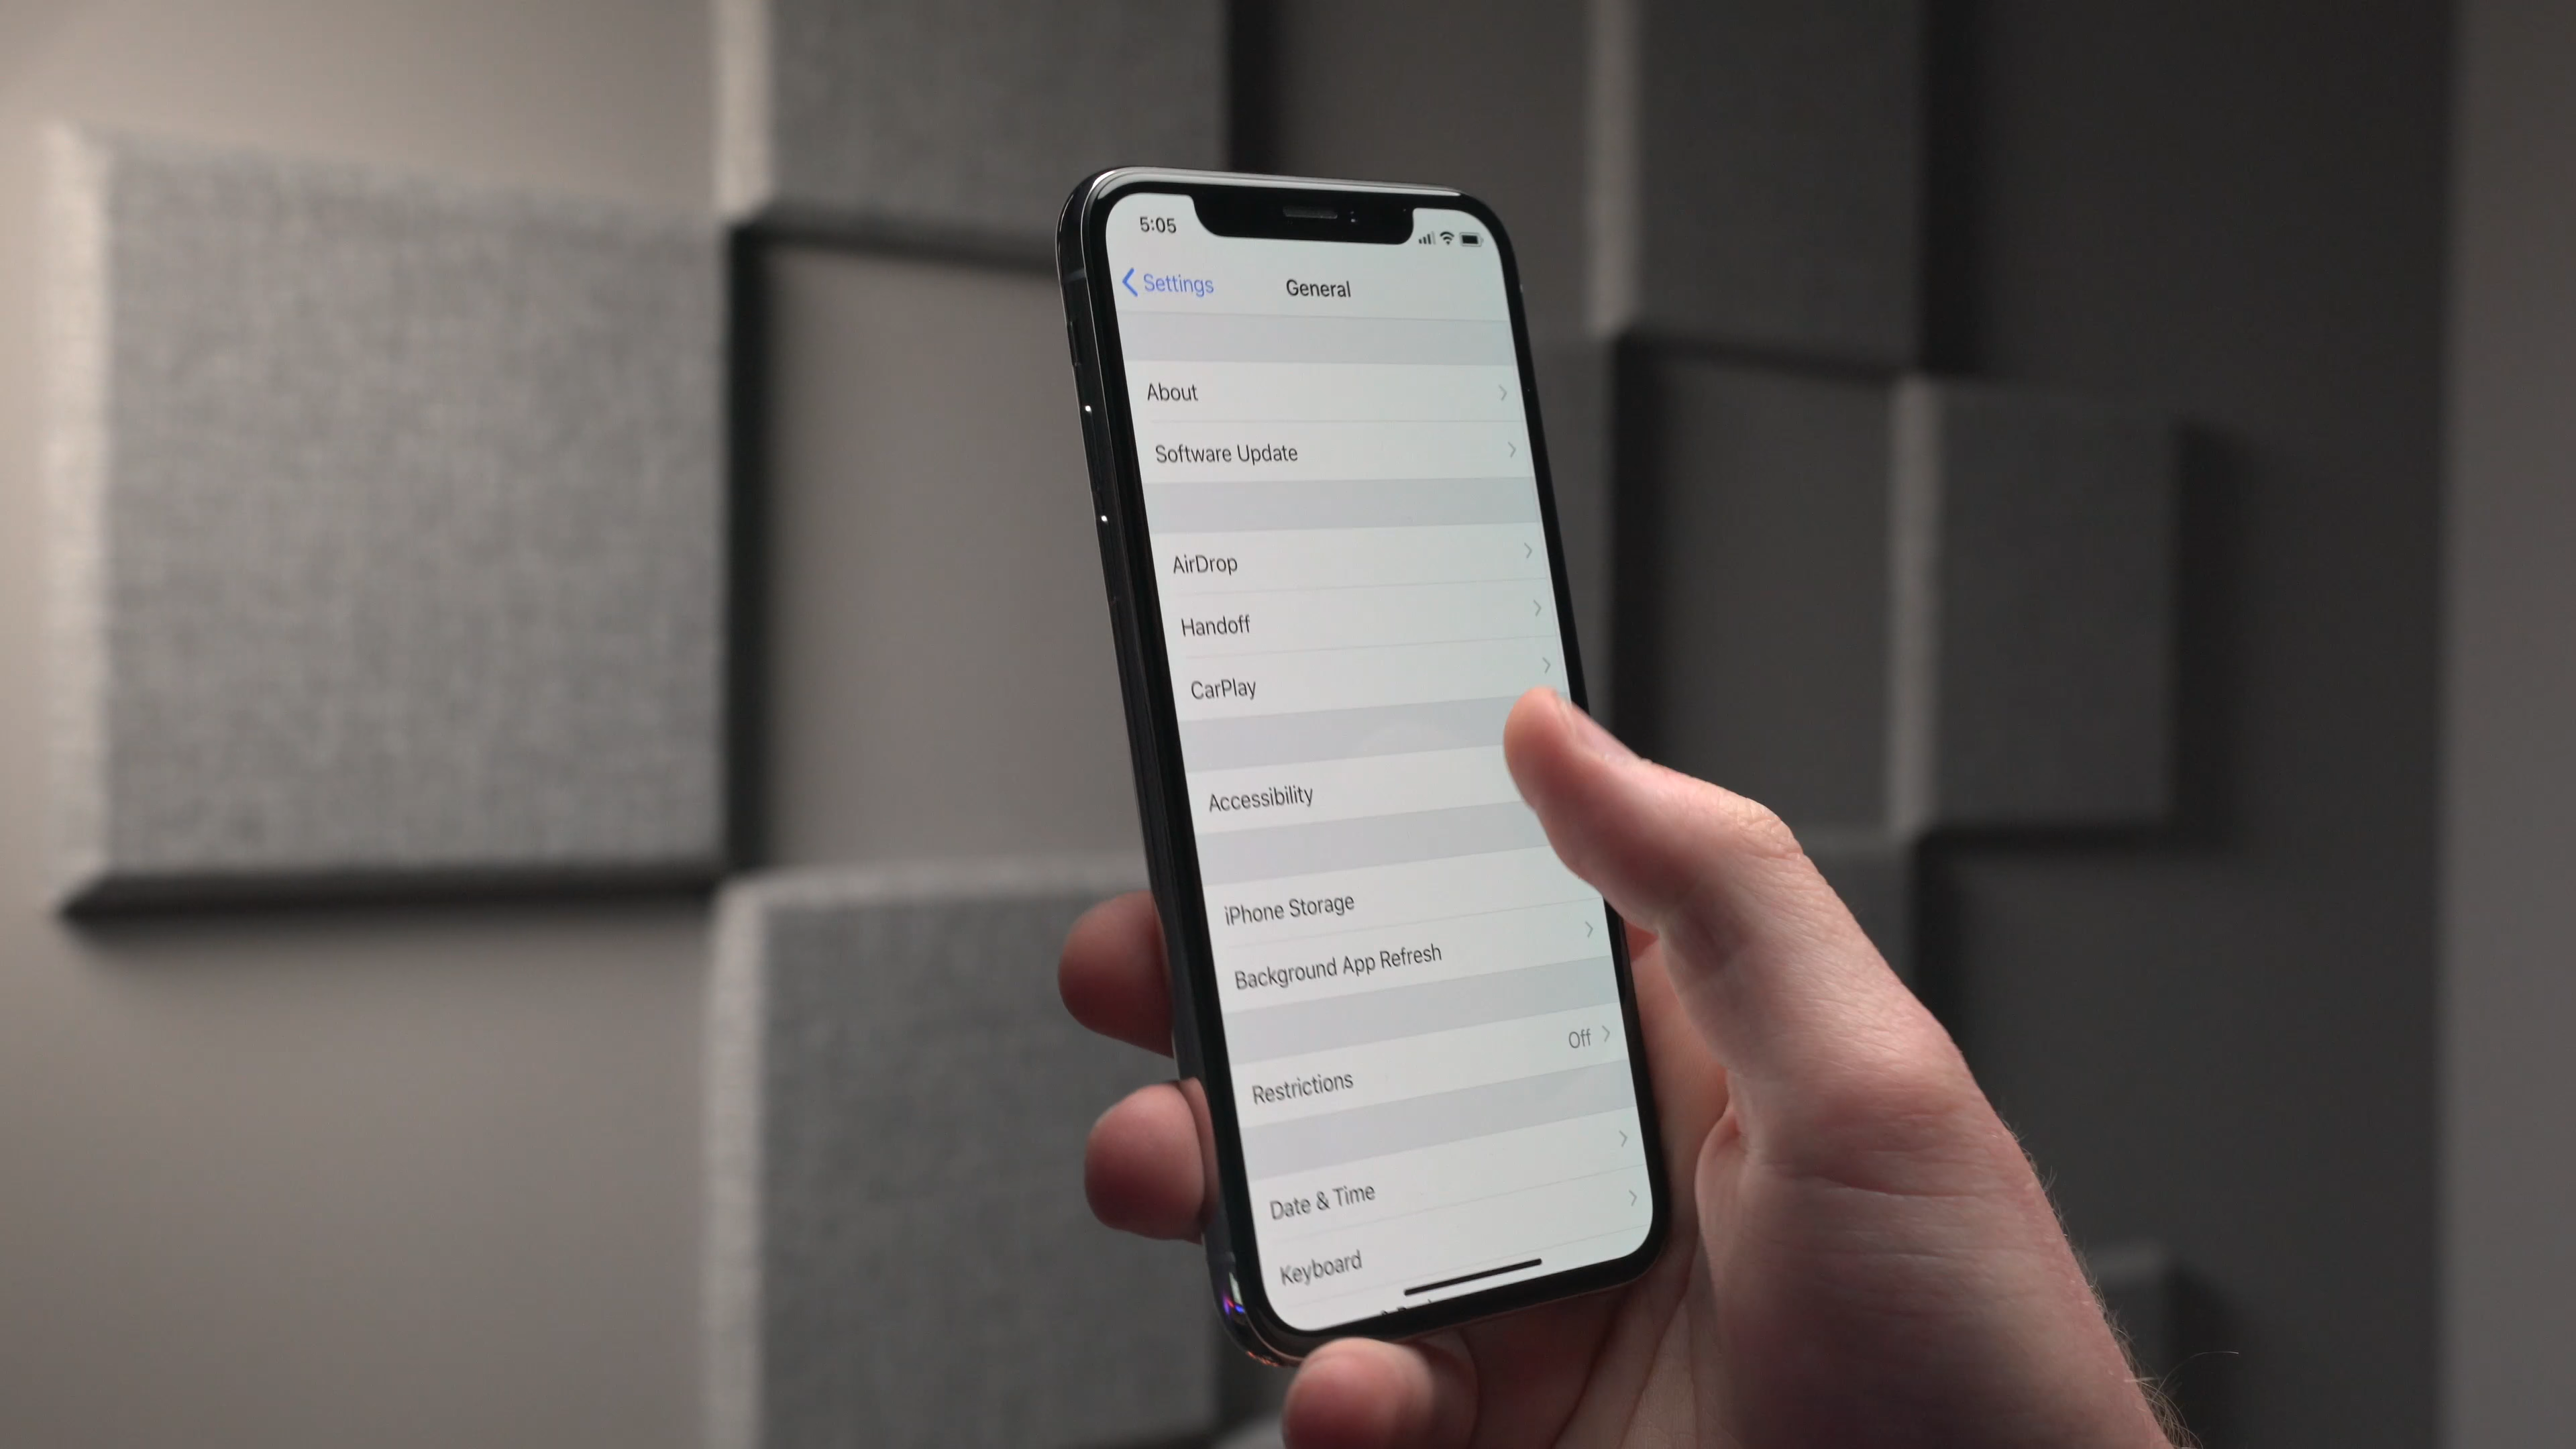 5:05
Settings
General
About
Software Update
AirDrop
Handoff
CarPlay
Accessibility
iPhone Storage
Background App Refresh
Restrictions
Off
Date & Time
Keyboard